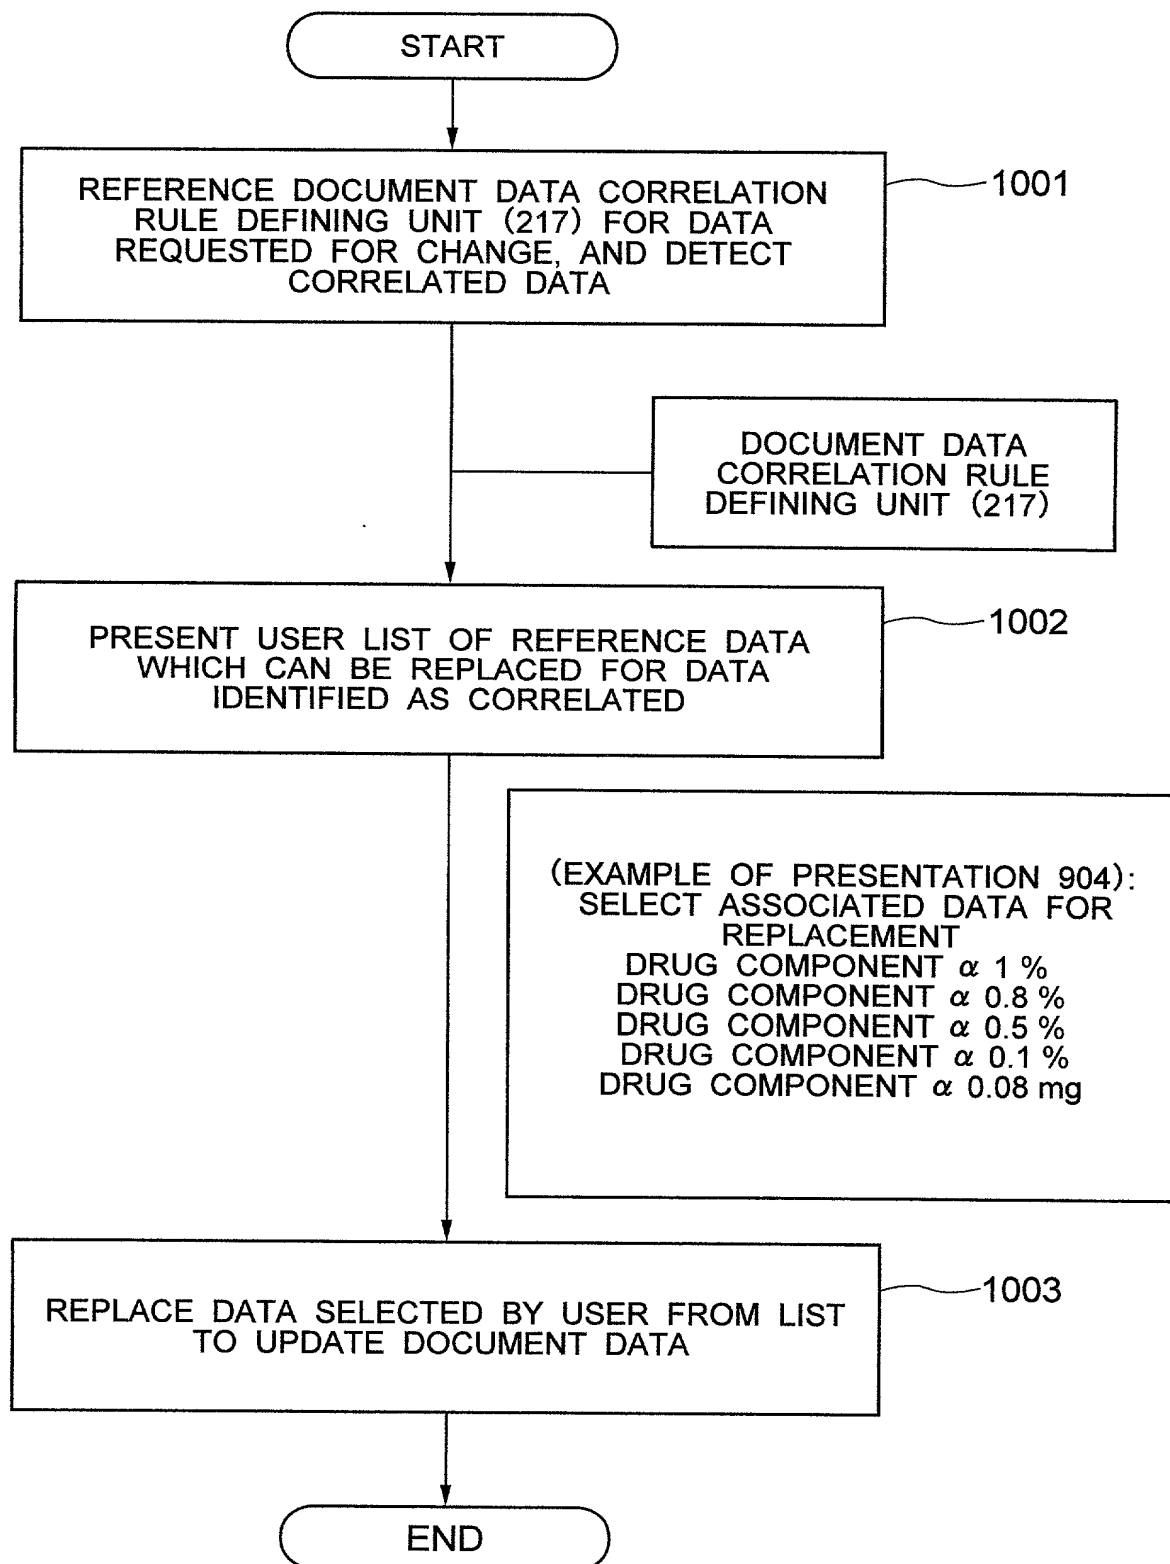 START
REFERENCE DOCUMENT DATA CORRELATION
RULE DEFINING UNIT (217) FOR DATA
REQUESTED FOR CHANGE, AND DETECT
CORRELATED DATA
1001
DOCUMENT DATA
CORRELATION RULE
DEFINING UNIT (217)
PRESENT USER LIST OF REFERENCE DATA
WHICH CAN BE REPLACED FOR DATA
IDENTIFIED AS CORRELATED
1002
(EXAMPLE OF PRESENTATION 904):
SELECT ASSOCIATED DATA FOR
REPLACEMENT
DRUG COMPONENT α 1 %
DRUG COMPONENT α 0.8 %
DRUG COMPONENT α 0.5 %
DRUG COMPONENT α 0.1 %
DRUG COMPONENT α 0.08 mg
REPLACE DATA SELECTED BY USER FROM LIST
TO UPDATE DOCUMENT DATA
1003
END